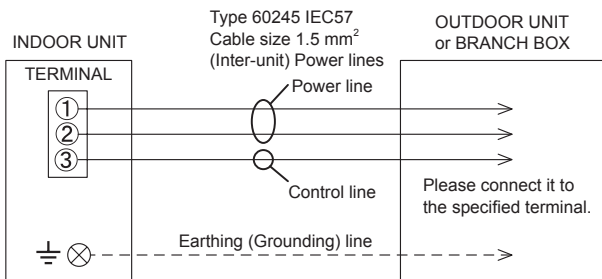 Type 60245 IEC57
Cable size 1.5 mm²
(Inter-unit) Power lines
OUTDOOR UNIT
or BRANCH BOX
INDOOR UNIT
TERMINAL
Power line
①
②
③
Control line
Please connect it to
the specified terminal.
Earthing (Grounding) line